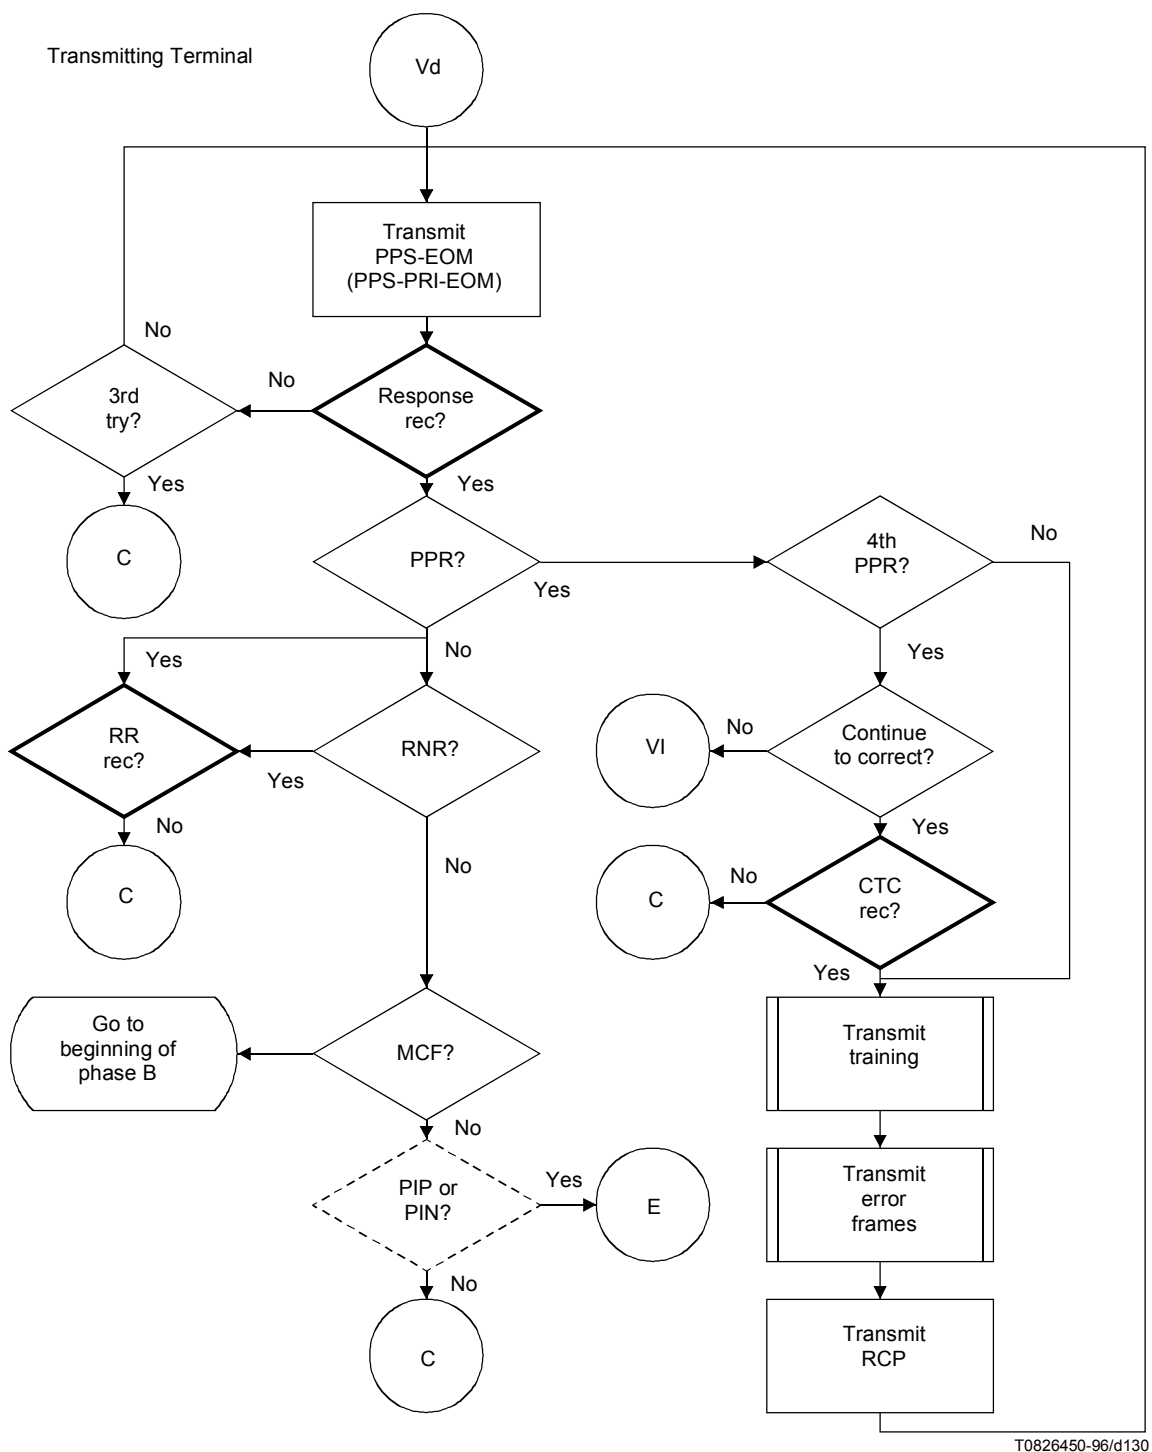 Transmitting Terminal
Vd
Transmit
PPS-EOM
(PPS-PRI-EOM)
No
3rd
try?
No
Response
rec?
Yes
Yes
C
PPR?
Yes
4th
PPR?
No
Yes
No
Yes
RR
rec?
Yes
RNR?
VI
No
Continue
to correct?
No
Yes
C
No
C
No
CTC
rec?
Yes
Go to
beginning of
phase B
MCF?
Transmit
training
No
PIP or
PIN?
Yes
E
Transmit
error
frames
No
C
Transmit
RCP
T0826450-96/d130